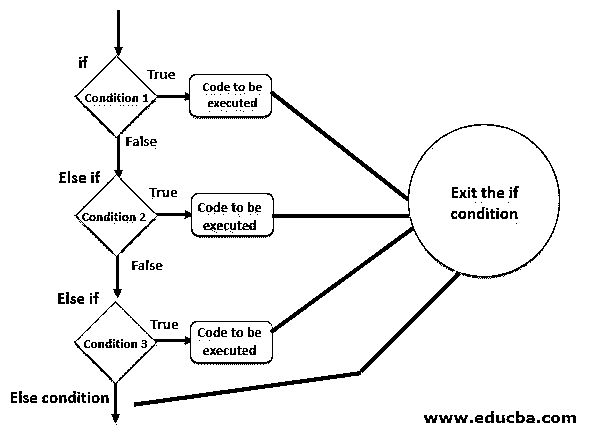 if
True
Condition 1
Code to be
executed
False
Else if
True
Condition 2
Code to be
executed
False
Else if
True
Condition 3
Code to be
executed
Else condition
Exit the if
condition
www.educba.com